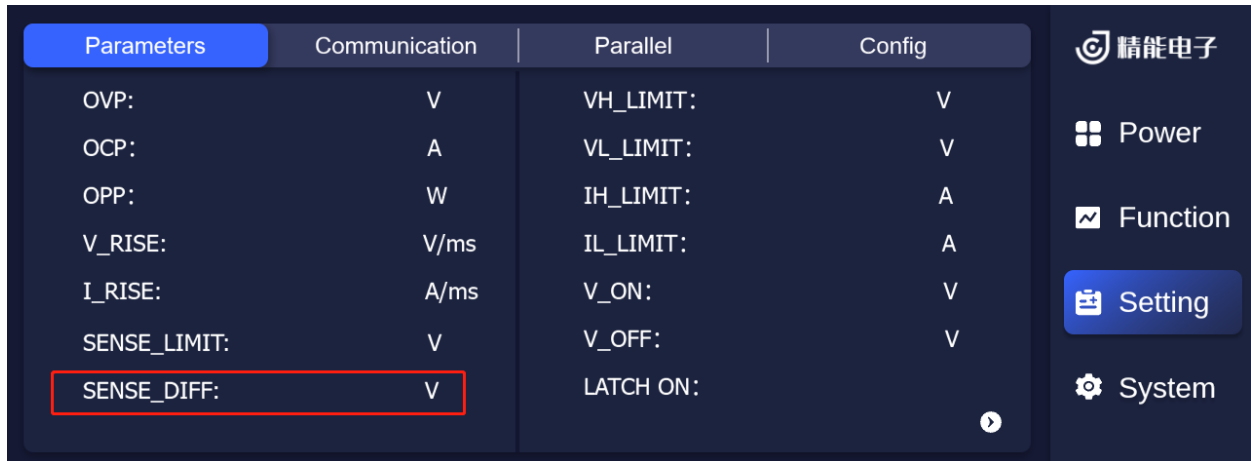 Parameters Communication Parallel Config
OVP: V
OCP: A
OPP: W
V_RISE: V/ms
I_RISE: A/ms
SENSE_LIMIT: V
SENSE_DIFF: V
VH_LIMIT: V
VL_LIMIT: V
IH_LIMIT: A
IL_LIMIT: A
V_ON: V
V_OFF: V
LATCH ON:
精能电子
Power
Function
Setting
System